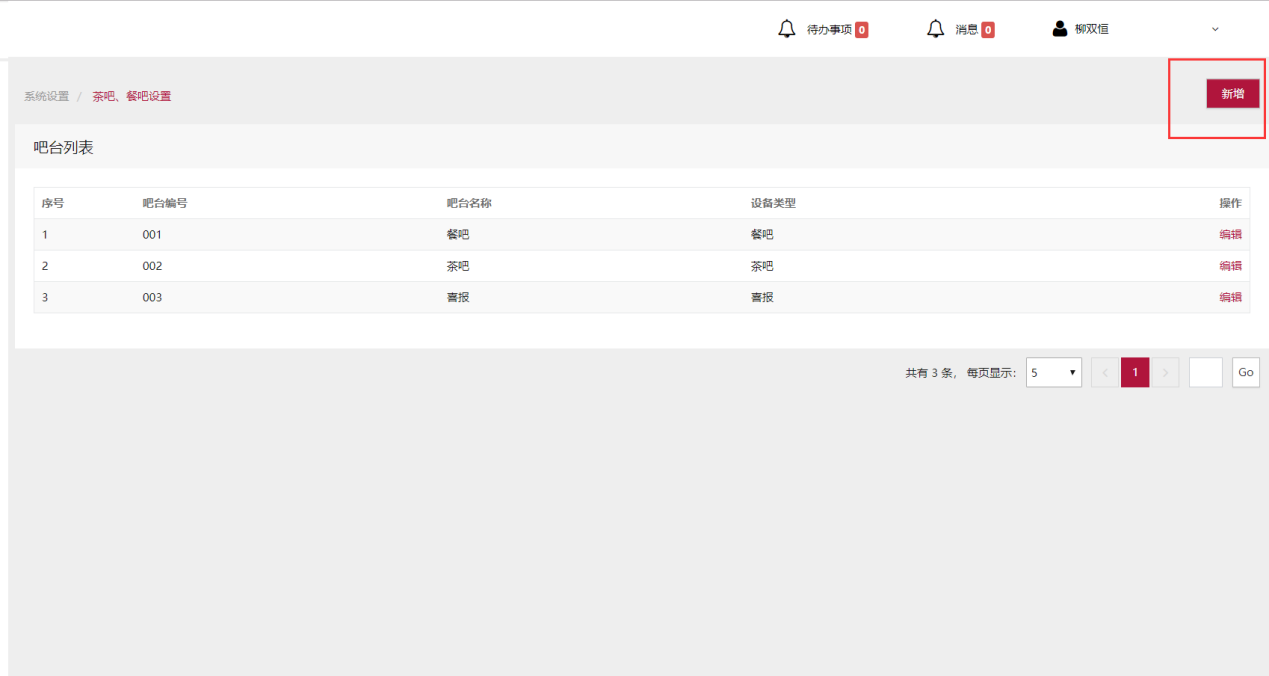 待办事项 0 消息 0 柳双恒
系统设置 / 茶吧、餐吧设置 新增
吧台列表
序号 吧台编号 吧台名称 设备类型 操作
1 001 餐吧 餐吧 编辑
2 002 茶吧 茶吧 编辑
3 003 喜报 喜报 编辑
共有 3 条， 每页显示： 5 < 1 > Go